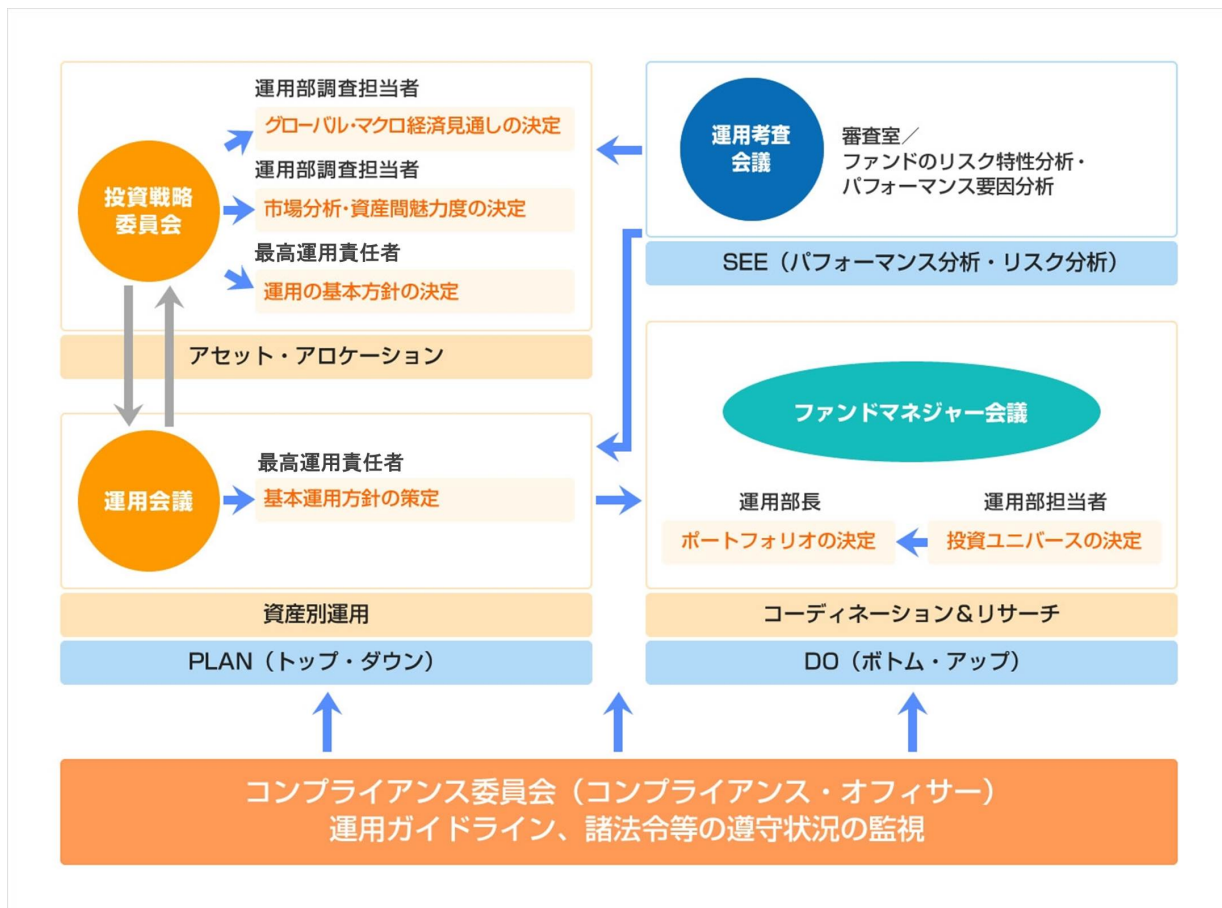 運用部調査担当者
グローバル・マクロ経済見通しの決定
投資戦略
委員会
運用部調査担当者
市場分析・資産間魅力度の決定
最高運用責任者
運用の基本方針の決定
アセット・アロケーション
運用会議
最高運用責任者
基本運用方針の策定
資産別運用
PLAN（トップ・ダウン）
運用考査
会議
審査室／
ファンドのリスク特性分析・
パフォーマンス要因分析
SEE（パフォーマンス分析・リスク分析）
ファンドマネジャー会議
運用部長
ポートフォリオの決定
運用部担当者
投資ユニバースの決定
コーディネーション＆リサーチ
DO（ボトム・アップ）
コンプライアンス委員会（コンプライアンス・オフィサー）
運用ガイドライン、諸法令等の遵守状況の監視